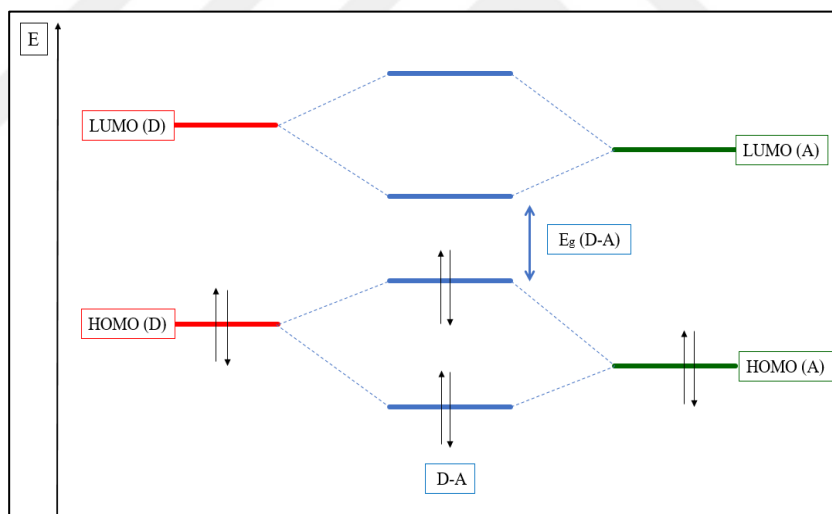 E
LUMO (D)
LUMO (A)
Eg (D-A)
HOMO (D)
HOMO (A)
D-A